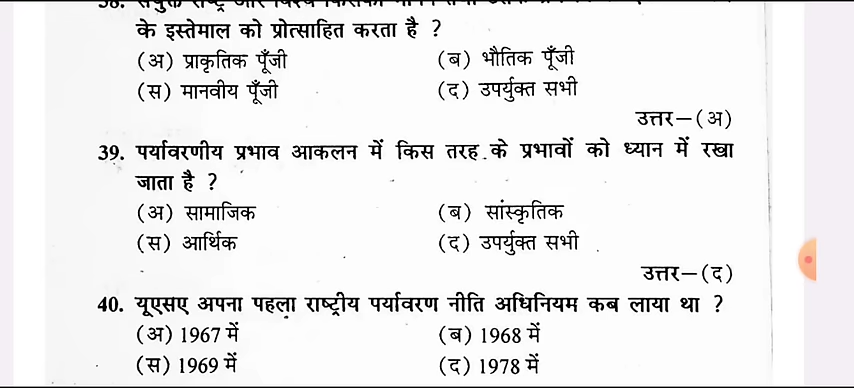 के इस्तेमाल को प्रोत्साहित करता है ?
(अ) प्राकृतिक पूँजी (ब) भौतिक पूँजी
(स) मानवीय पूँजी (द) उपर्युक्त सभी
उत्तर–(अ)
39. पर्यावरणीय प्रभाव आकलन में किस तरह के प्रभावों को ध्यान में रखा
जाता है ?
(अ) सामाजिक (ब) सांस्कृतिक
(स) आर्थिक (द) उपर्युक्त सभी
उत्तर–(द)
40. यूएसए अपना पहला राष्ट्रीय पर्यावरण नीति अधिनियम कब लाया था ?
(अ) 1967 में (ब) 1968 में
(स) 1969 में (द) 1978 में